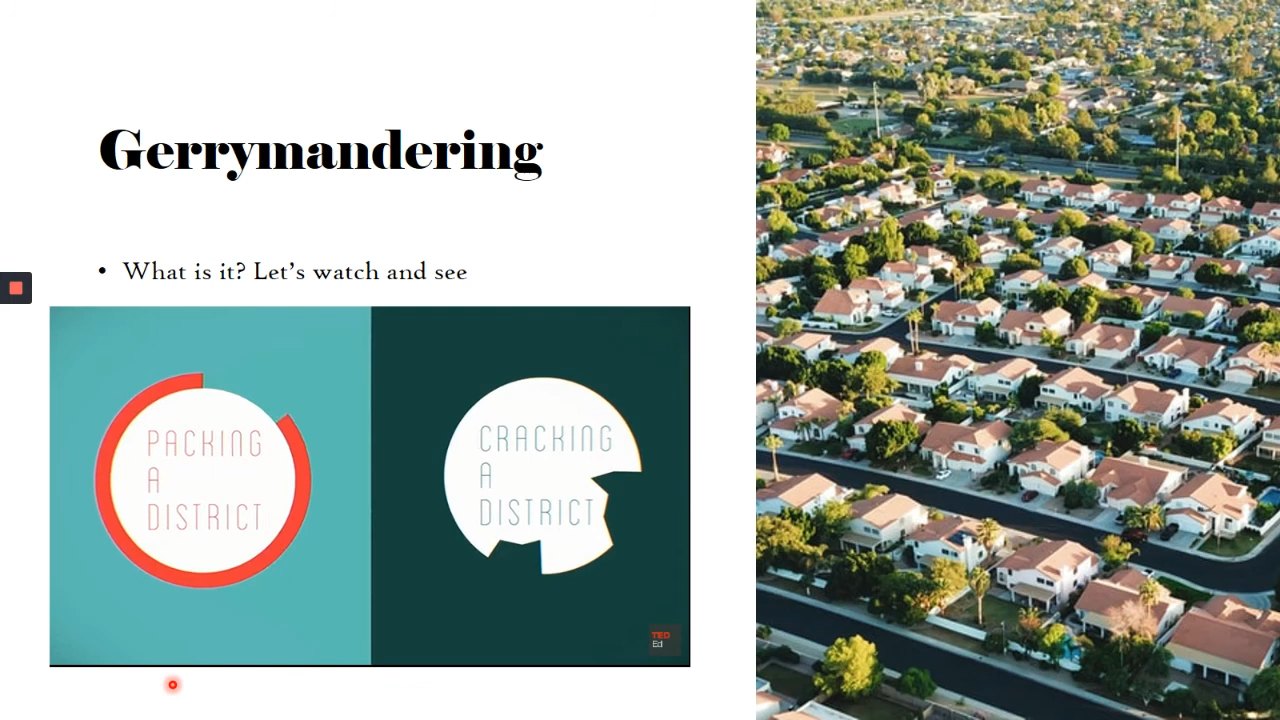 Gerrymandering
• What is it? Let’s watch and see
PACKING
A
DISTRICT
CRACKING
A
DISTRICT
TED
Ed